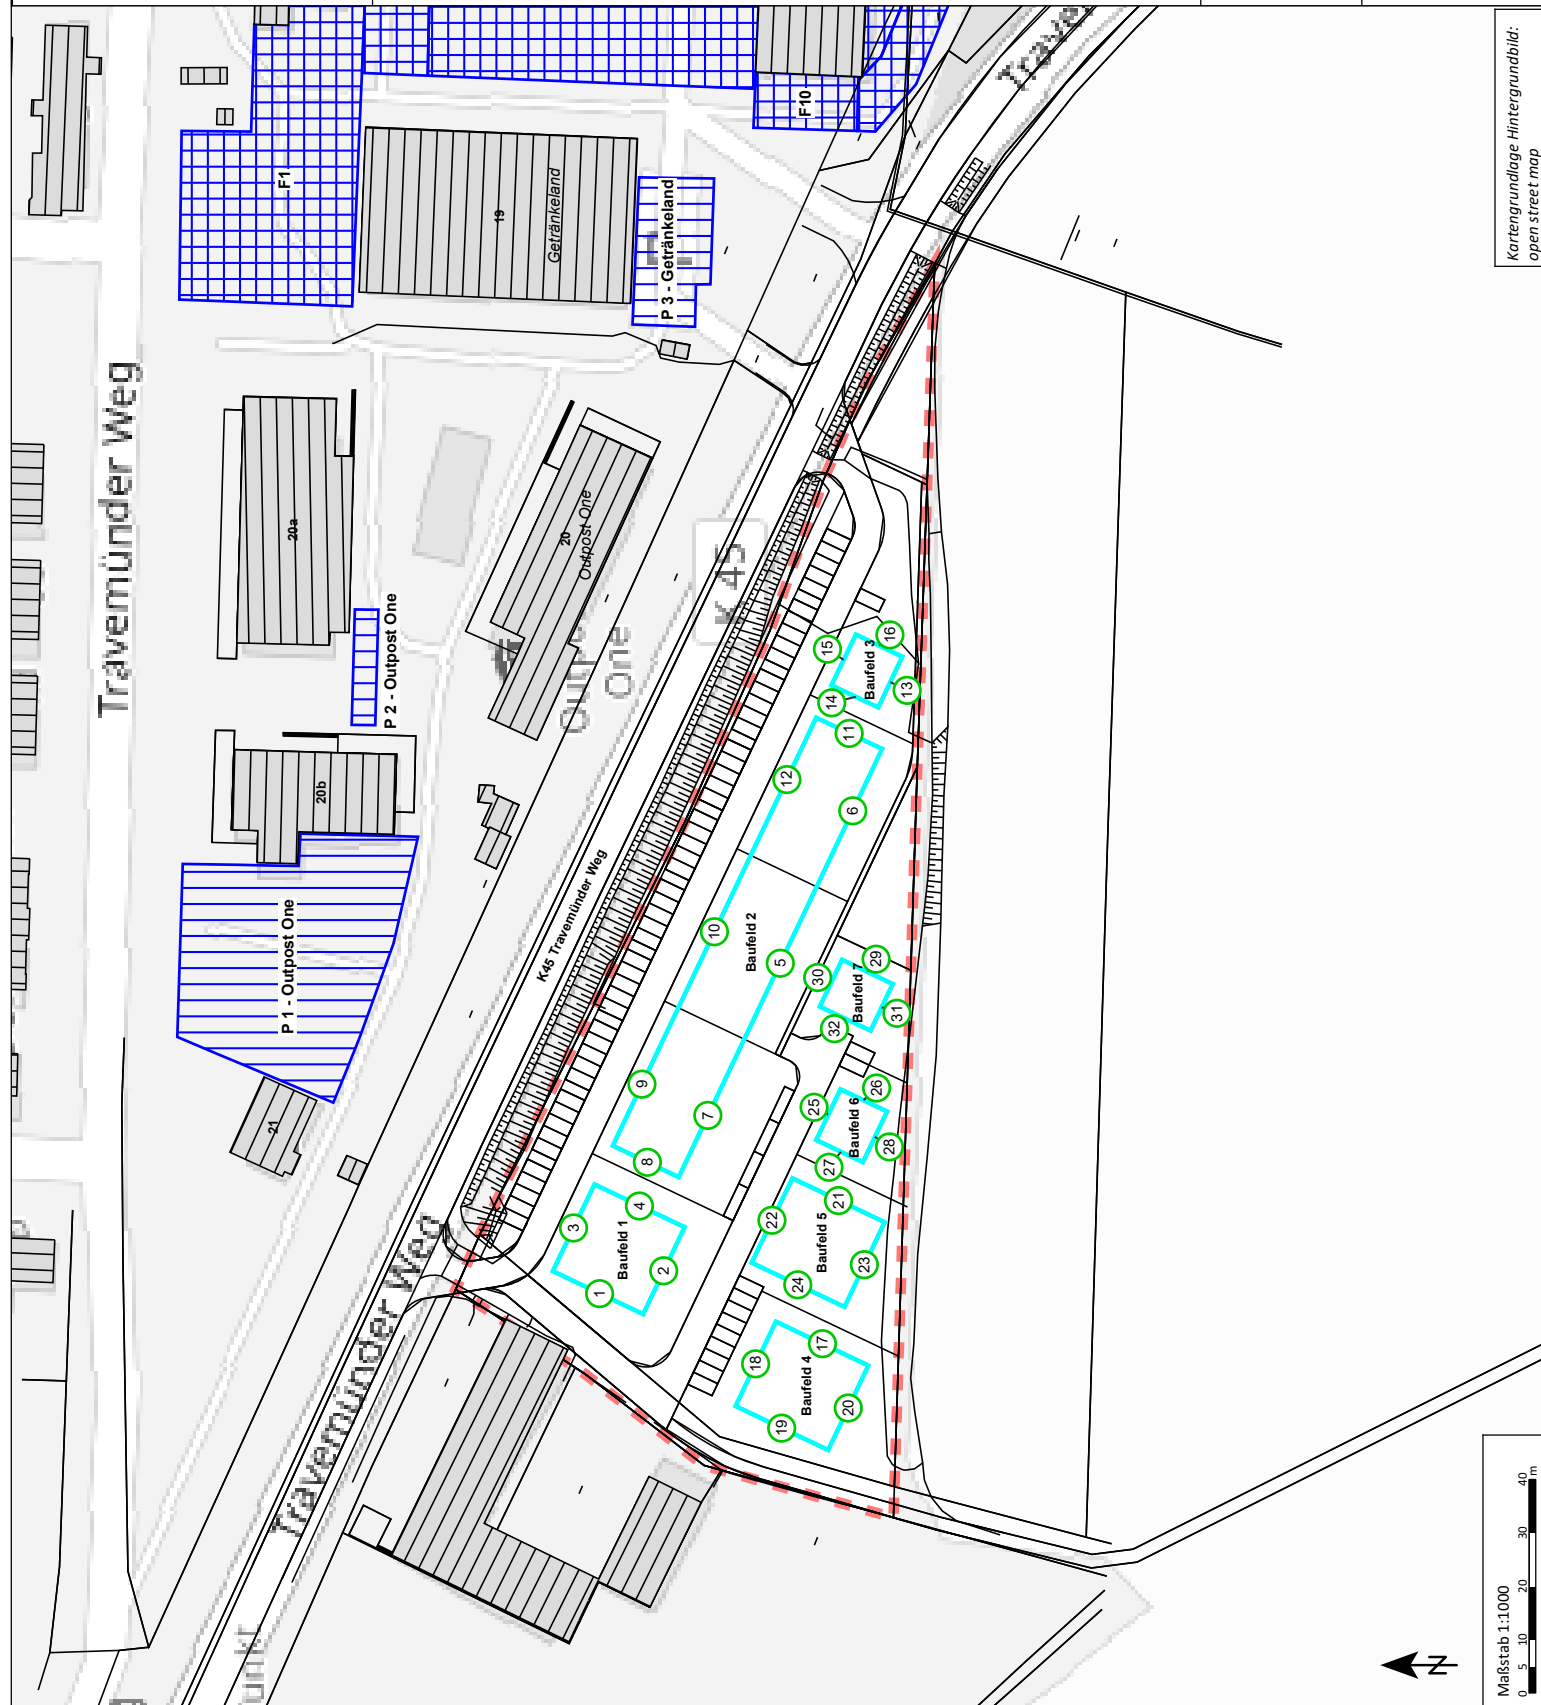 Travemünder Weg
Travemünder Weg
Trave
K 45
K45 Travemünder Weg
Outp
One
unkt
F1
F10
19
Getränkeland
P 3 - Getränkeland
20a
20
Outpost One
P 2 - Outpost One
20b
P 1 - Outpost One
21
Baufeld 1
1
2
3
4
Baufeld 2
5
6
7
8
9
10
11
12
Baufeld 3
13
14
15
16
Baufeld 4
17
18
19
20
Baufeld 5
21
22
23
24
Baufeld 6
25
26
27
28
Baufeld 7
29
30
31
32
Kartengrundlage Hintergrundbild:
open street map
N
Maßstab 1:1000
0 5 10 20 30 40
m